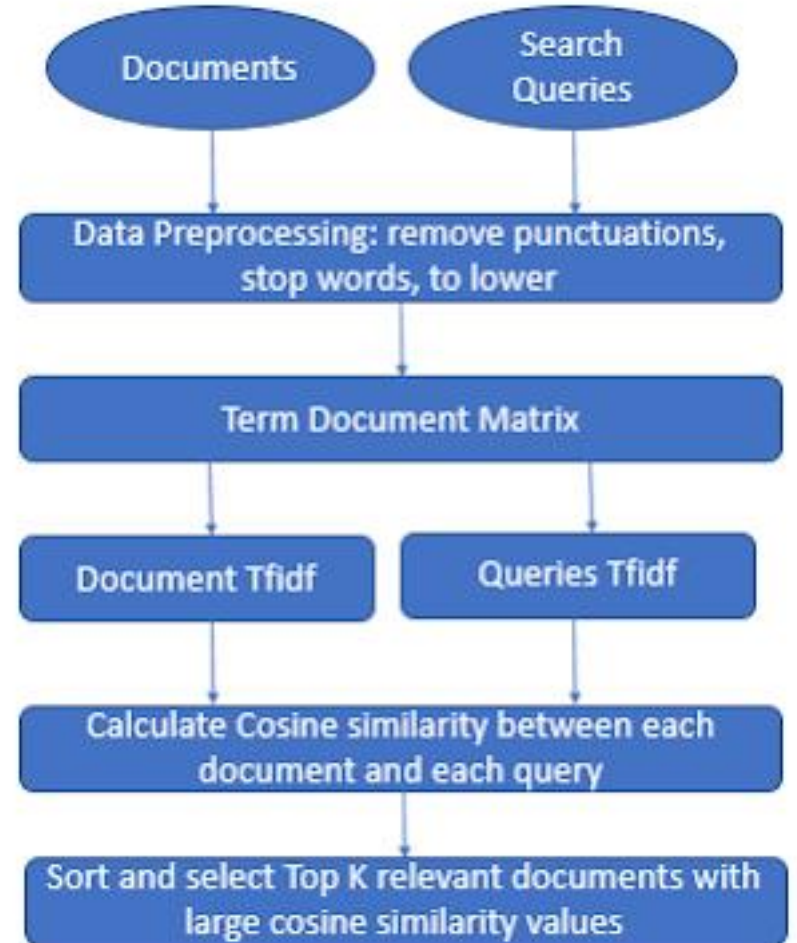 Documents
Search
Queries
Data Preprocessing: remove punctuations,
stop words, to lower
Term Document Matrix
Document Tfidf
Queries Tfidf
Calculate Cosine similarity between each
document and each query
Sort and select Top K relevant documents with
large cosine similarity values